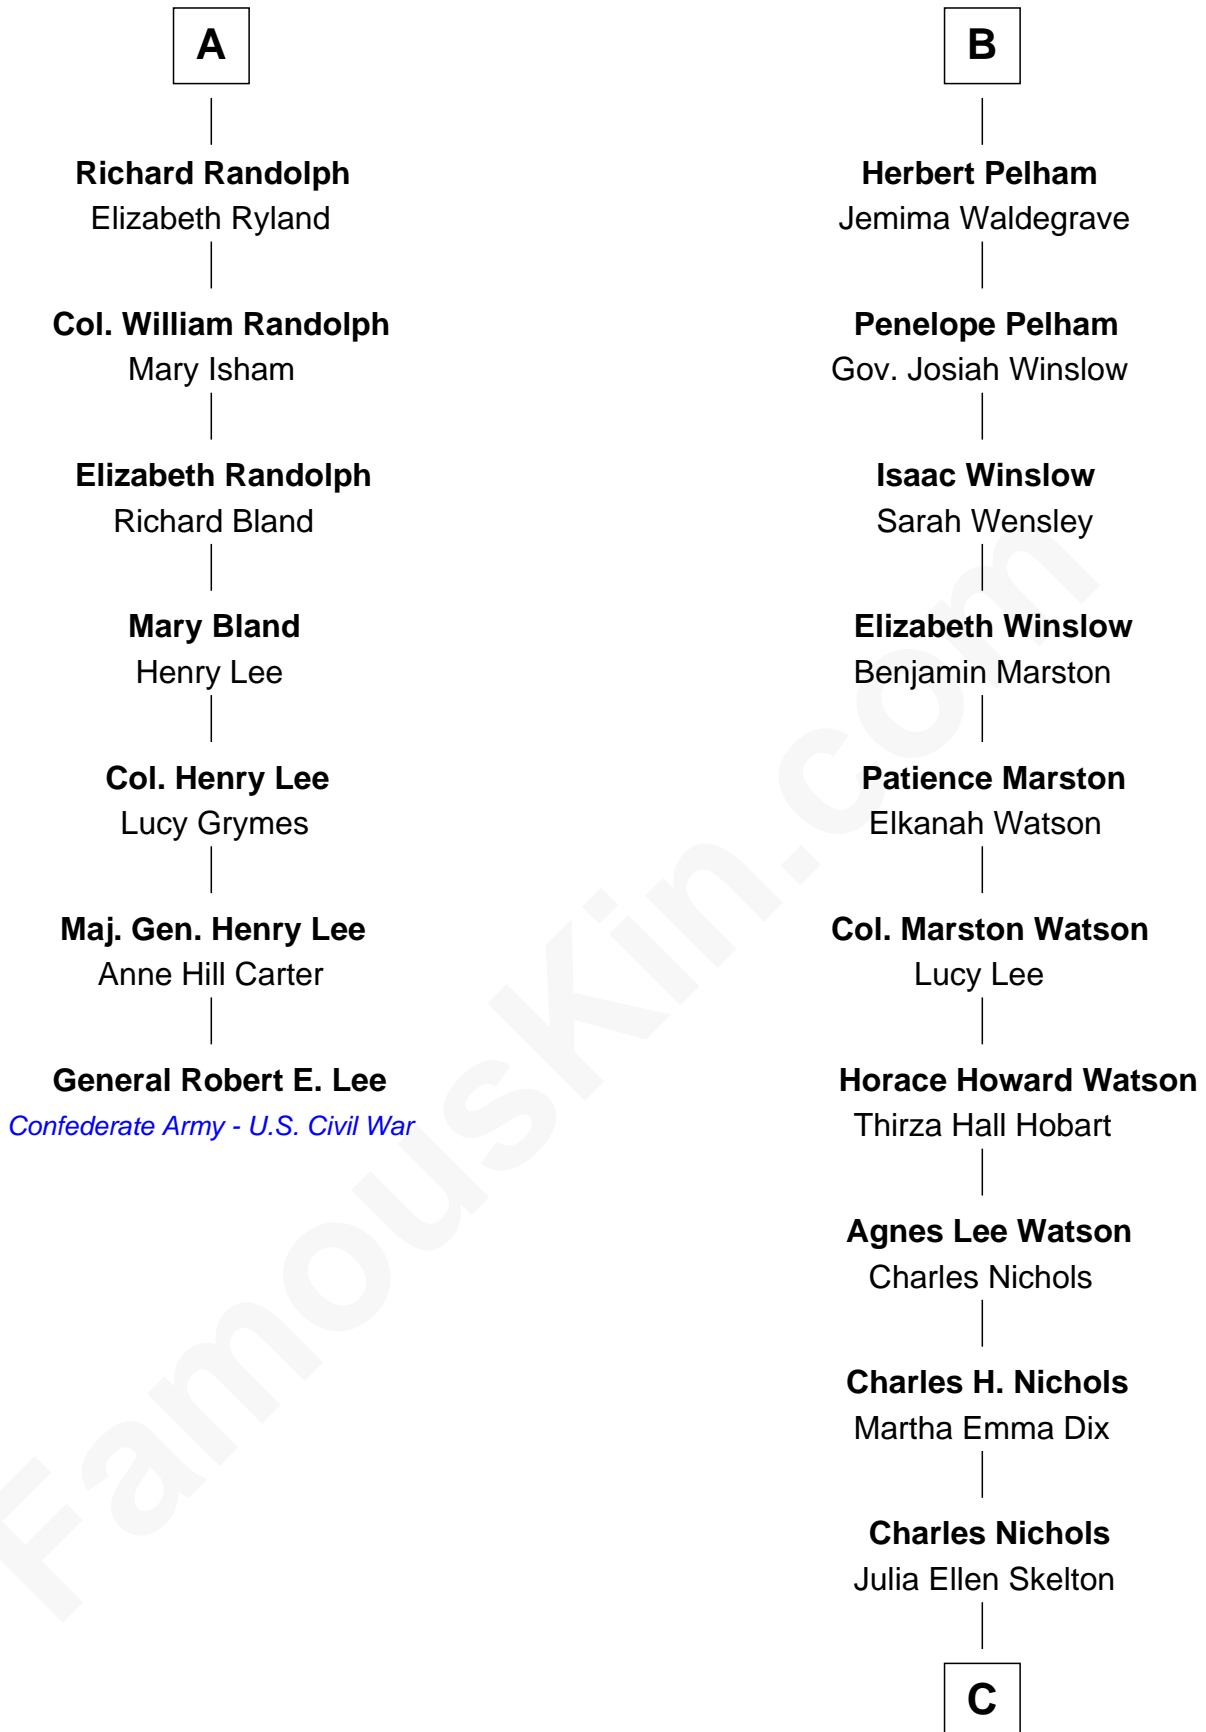 A
Richard Randolph
Elizabeth Ryland
Col. William Randolph
Mary Isham
Elizabeth Randolph
Richard Bland
Mary Bland
Henry Lee
Col. Henry Lee
Lucy Grymes
Maj. Gen. Henry Lee
Anne Hill Carter
General Robert E. Lee
Confederate Army - U.S. Civil War
B
Herbert Pelham
Jemima Waldegrave
Penelope Pelham
Gov. Josiah Winslow
Isaac Winslow
Sarah Wensley
Elizabeth Winslow
Benjamin Marston
Patience Marston
Elkanah Watson
Col. Marston Watson
Lucy Lee
Horace Howard Watson
Thirza Hall Hobart
Agnes Lee Watson
Charles Nichols
Charles H. Nichols
Martha Emma Dix
Charles Nichols
Julia Ellen Skelton
C
FamousKin.com